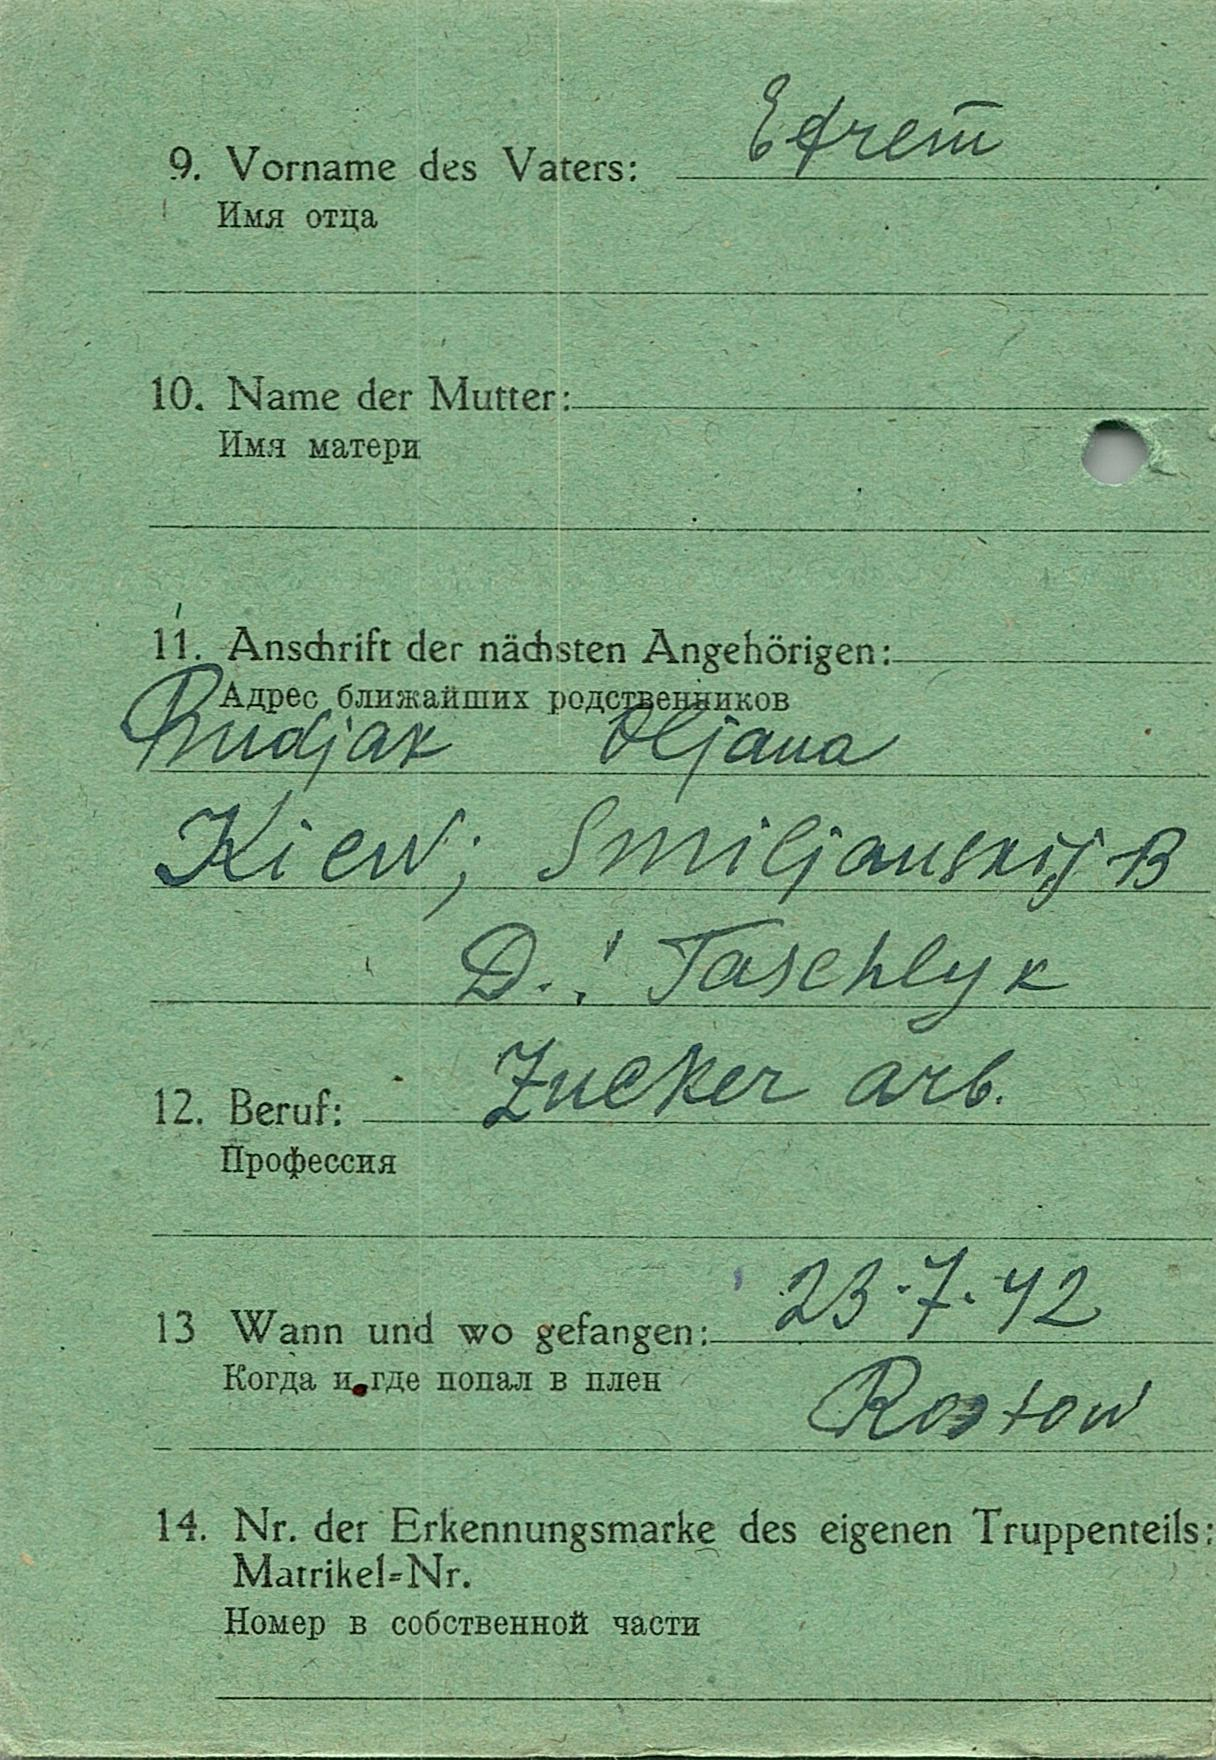 9. Vorname des Vaters: Efrem̅
Имя отца
10. Name der Mutter:
Имя матери
11. Anschrift der nächsten Angehörigen:
Адрес ближайших родственников
Rudjak Oljana
Kiew; Smiljanskij-B
D.: Taschlyk
12. Beruf: Zucker arb.
Профессия
13 Wann und wo gefangen: 23.7.42
Когда и где попал в плен
Rostow
14. Nr. der Erkennungsmarke des eigenen Truppenteils:
Matrikel-Nr.
Номер в собственной части